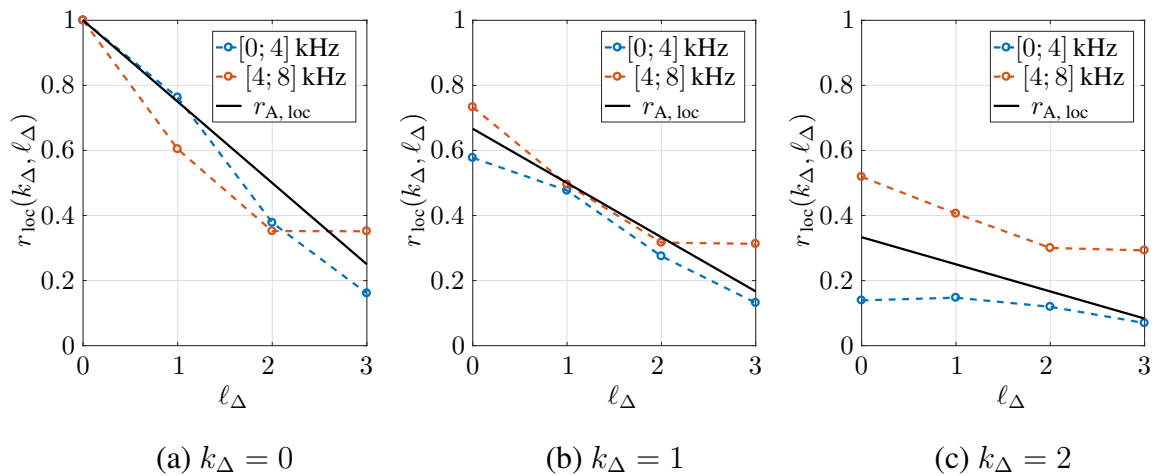 1
0.8
0.6
0.4
0.2
0
r_loc(k_Δ, ℓ_Δ)
[0; 4] kHz
[4; 8] kHz
r_A, loc
0 1 2 3
ℓ_Δ
(a) k_Δ = 0
1
0.8
0.6
0.4
0.2
0
r_loc(k_Δ, ℓ_Δ)
[0; 4] kHz
[4; 8] kHz
r_A, loc
0 1 2 3
ℓ_Δ
(b) k_Δ = 1
1
0.8
0.6
0.4
0.2
0
r_loc(k_Δ, ℓ_Δ)
[0; 4] kHz
[4; 8] kHz
r_A, loc
0 1 2 3
ℓ_Δ
(c) k_Δ = 2